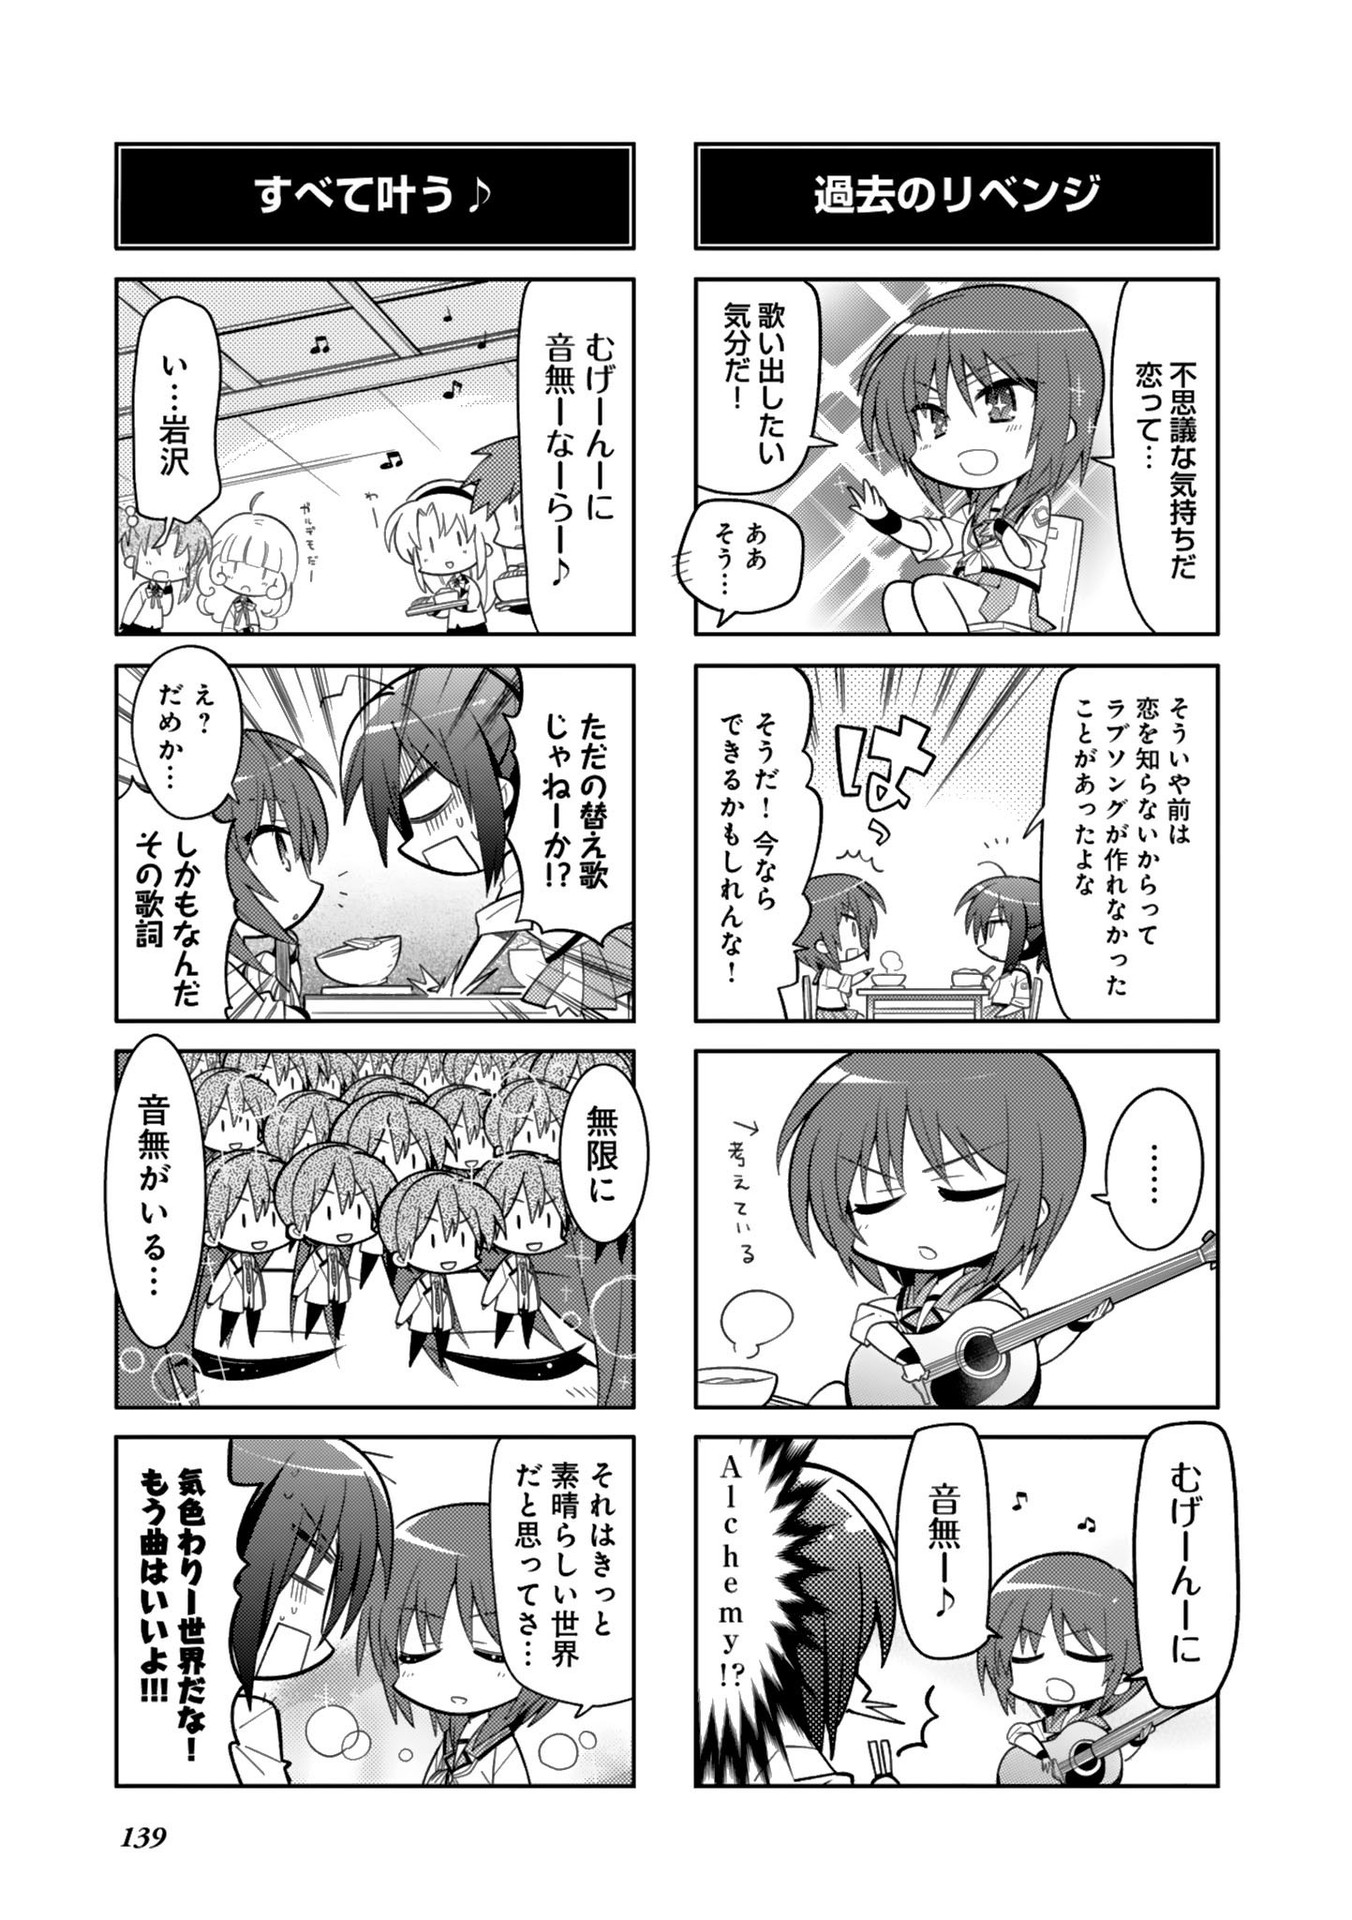 過去のリベンジ
不思議な気持ちだ
恋って…
歌い出したい
気分だ！
ああ
そう…
そういや前は
恋を知らないからって
ラブソングが作れなかった
ことがあったよな
はっ
そうだ！今なら
できるかもしれんな！
……
→考えている
むげーんーに
音無ー♪
Alchemy!?
すべて叶う♪
むげーんーに
音無ーなーらー♪
わー
ガルデモだー
い…岩沢
ただの替え歌
じゃねーか!?
え？
だめか…
しかもなんだ
その歌詞
無限に
音無がいる…
それはきっと
素晴らしい世界
だと思ってさ…
気色わりー世界だな！
もう曲はいいよ!!!
139